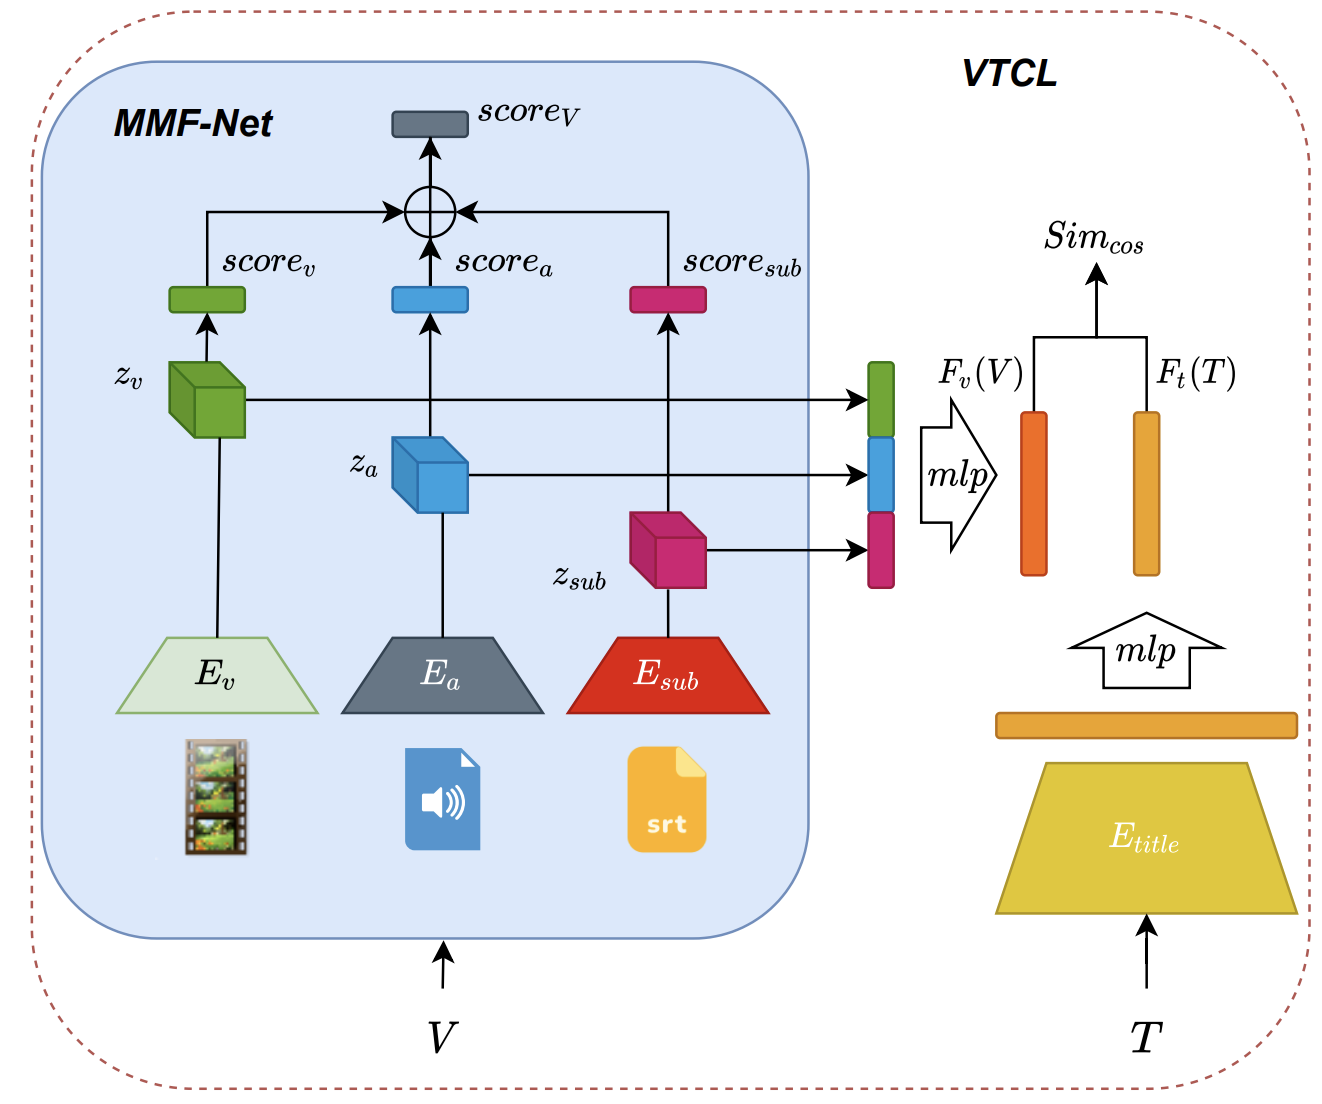 VTCL
MMF-Net
score_V
score_v
score_a
score_{sub}
Sim_{cos}
z_v
F_v(V)
F_t(T)
z_a
mlp
z_{sub}
mlp
E_v
E_a
E_{sub}
srt
E_{title}
V
T